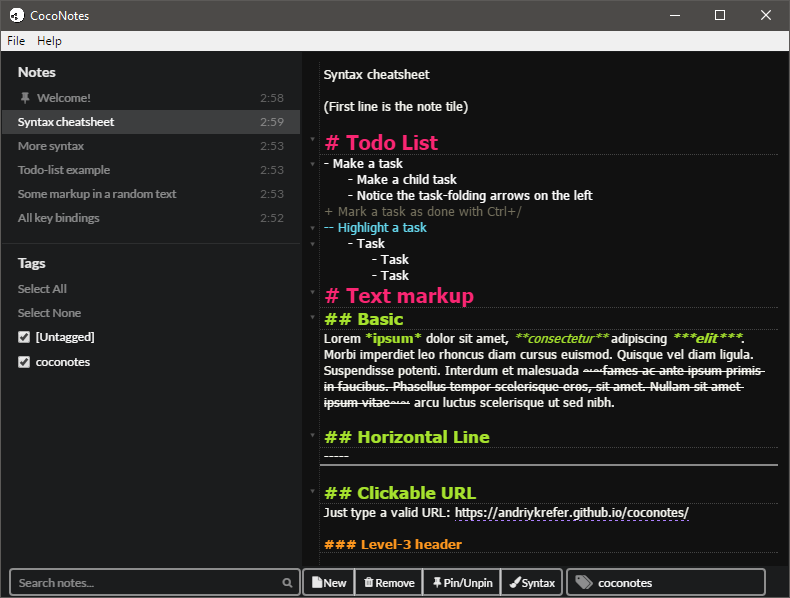 CocoNotes
File Help
Notes
Welcome! 2:58
Syntax cheatsheet 2:59
More syntax 2:53
Todo-list example 2:53
Some markup in a random text 2:53
All key bindings 2:52
Tags
Select All
Select None
[Untagged]
coconotes
Syntax cheatsheet
(First line is the note tile)
# Todo List
- Make a task
- Make a child task
- Notice the task-folding arrows on the left
+ Mark a task as done with Ctrl+/
-- Highlight a task
- Task
- Task
- Task
# Text markup
## Basic
Lorem *ipsum* dolor sit amet, **consectetur** adipiscing ***elit***.
Morbi imperdiet leo rhoncus diam cursus euismod. Quisque vel diam ligula.
Suspendisse potenti. Interdum et malesuada ~~fames ac ante ipsum primis
in faucibus. Phasellus tempor scelerisque eros, sit amet. Nullam sit amet
ipsum vitae~~ arcu luctus scelerisque ut sed nibh.
## Horizontal Line
-----
## Clickable URL
Just type a valid URL: https://andriykrefer.github.io/coconotes/
### Level-3 header
Search notes... New Remove Pin/Unpin Syntax coconotes